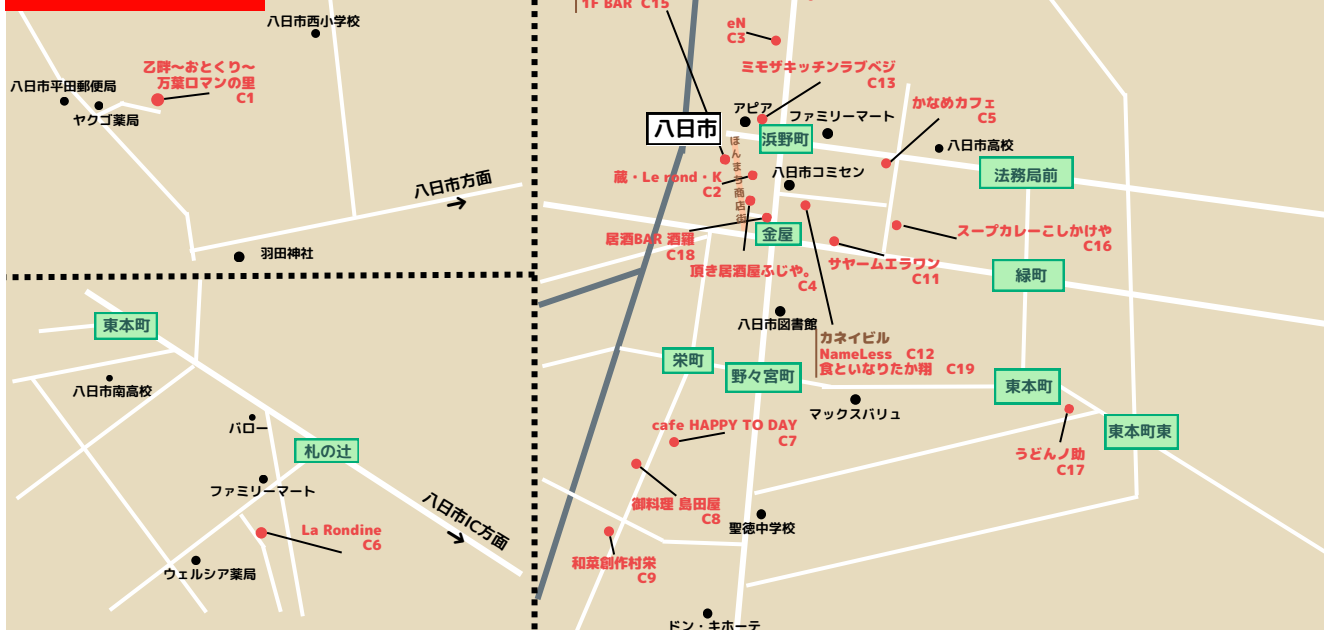 1F BAR C15
八日市西小学校
乙畔～おとくり～
万葉ロマンの里
C1
八日市平田郵便局
ヤクゴ薬局
八日市方面
羽田神社
東本町
八日市南高校
バロー
札の辻
ファミリーマート
La Rondine
C6
ウェルシア薬局
八日市IC方面
eN
C3
ミモザキッチンラブベジ
C13
アピア
ファミリーマート
かなめカフェ
C5
八日市
浜野町
八日市高校
法務局前
ほんまち商店街
蔵・Le rond・K
C2
八日市コミセン
居酒BAR 酒羅
C18
金屋
スープカレーこしかけや
C16
頂き居酒屋ふじや。
C4
サヤームエラワン
C11
緑町
八日市図書館
カネイビル
NameLess C12
食といなりたか翔 C19
栄町
野々宮町
東本町
マックスバリュ
東本町東
cafe HAPPY TO DAY
C7
うどんノ助
C17
御料理 島田屋
C8
聖徳中学校
和菜創作村栄
C9
ドン・キホーテ